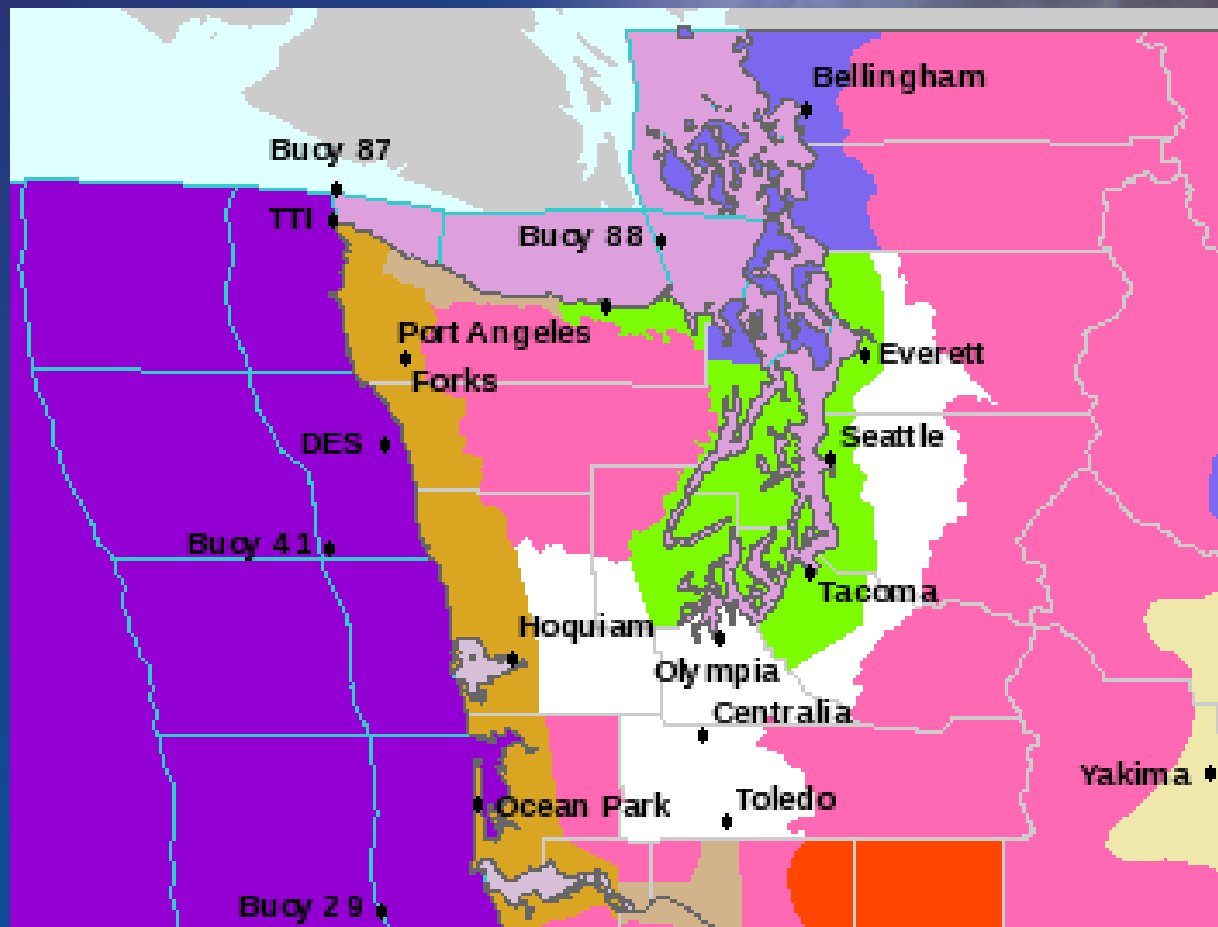 Bellingham
Buoy 87
TTI
Buoy 88
Port Angeles
Everett
Forks
DES
Seattle
Buoy 41
Tacoma
Hoquiam
Olympia
Centralia
Yakima
Ocean Park
Toledo
Buoy 29